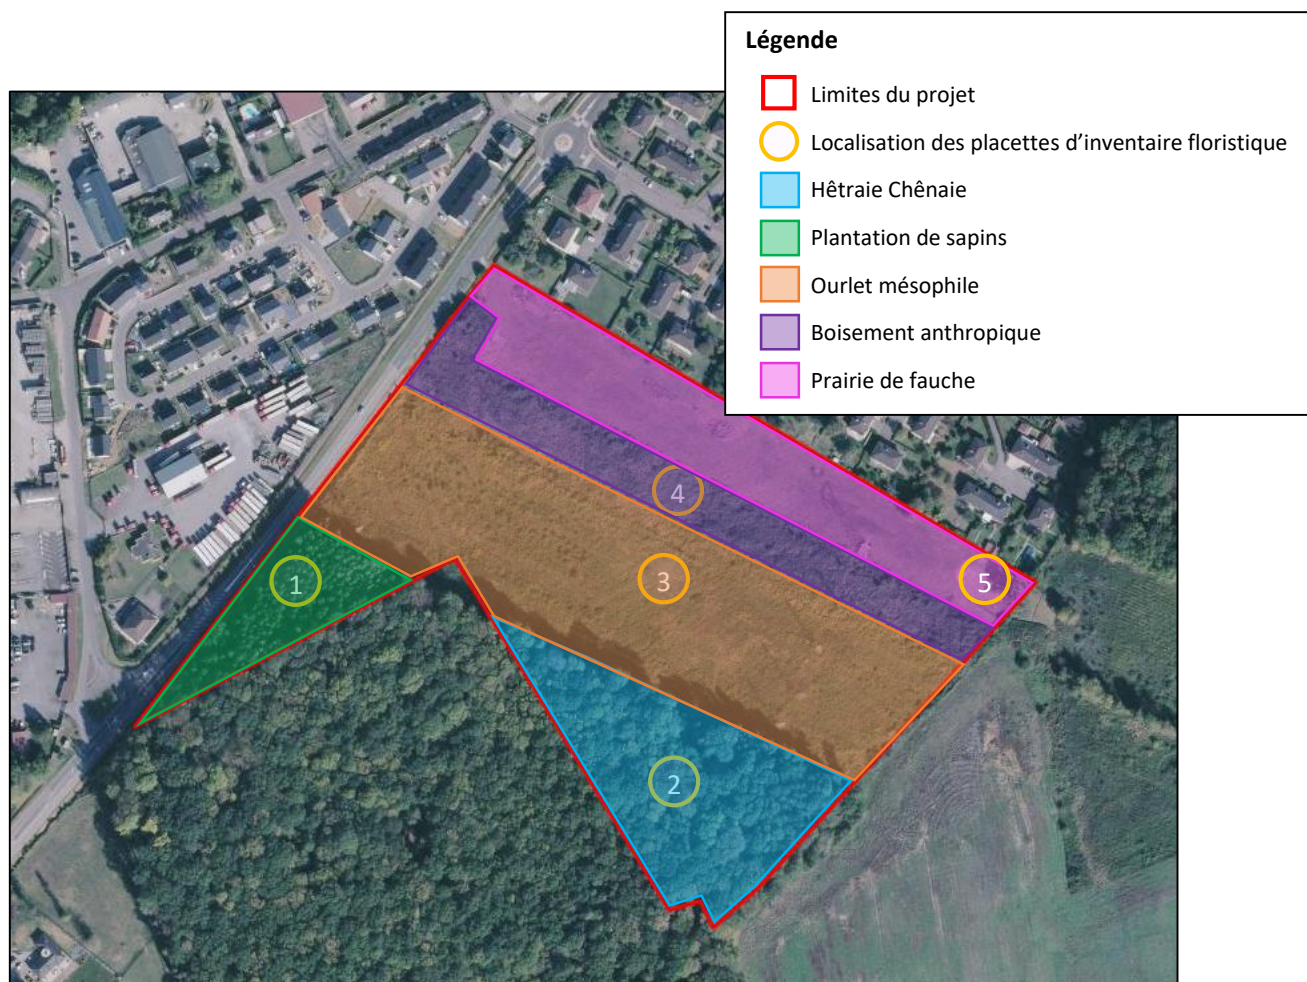 Légende
Limites du projet
Localisation des placettes d’inventaire floristique
Hêtraie Chênaie
Plantation de sapins
Ourlet mésophile
Boisement anthropique
Prairie de fauche
4
3
5
1
2